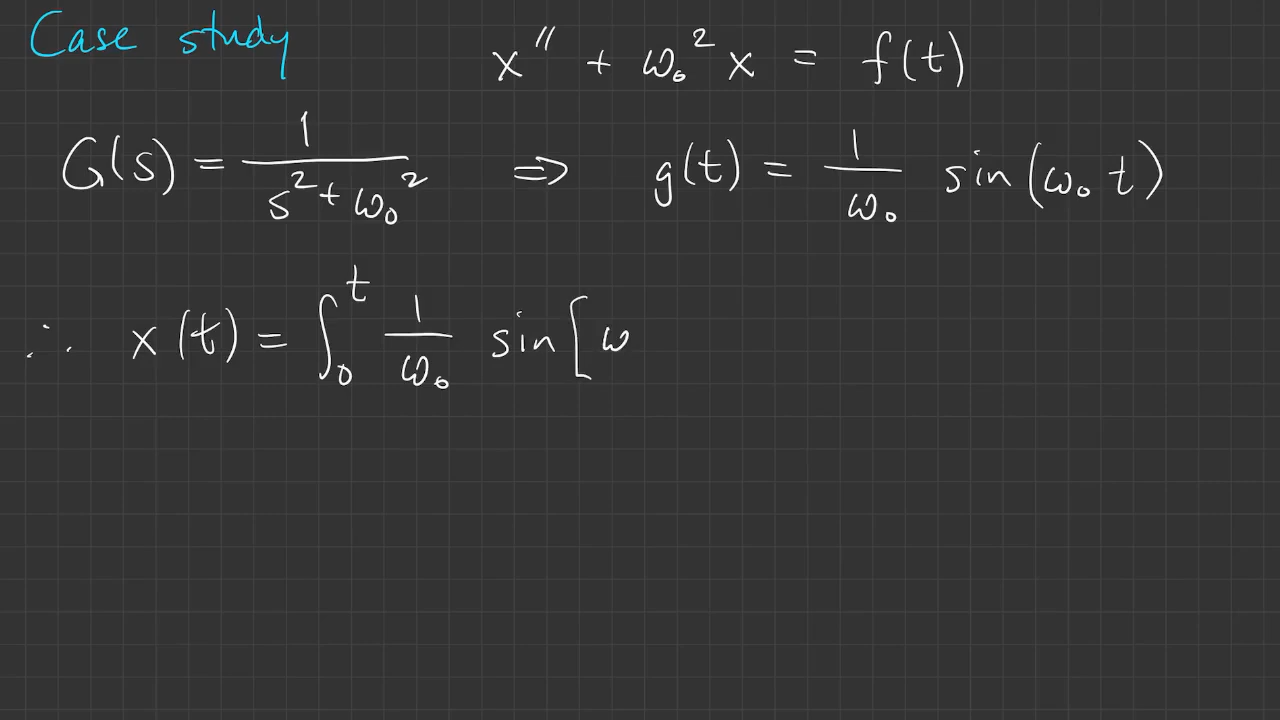 Case study x'' + ω₀² x = f(t)
G(s) = 1/(s² + ω₀²) ⇒ g(t) = 1/ω₀ sin(ω₀ t)
∴ x(t) = ∫₀ᵗ 1/ω₀ sin[ω